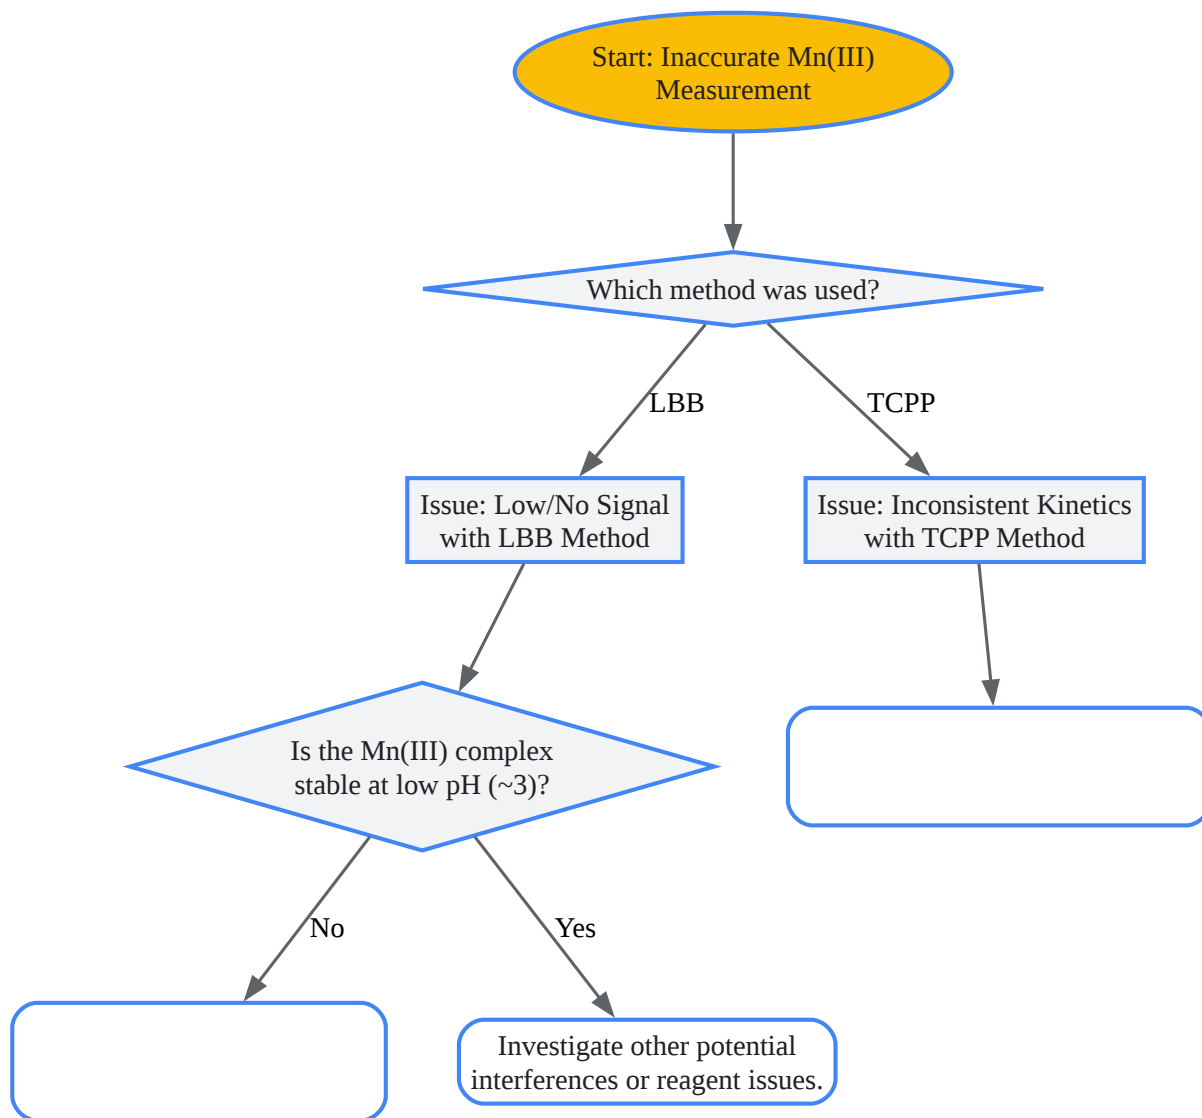 Start: Inaccurate Mn(III)
Measurement
Which method was used?
LBB
TCPP
Issue: Low/No Signal
with LBB Method
Issue: Inconsistent Kinetics
with TCPP Method
Is the Mn(III) complex
stable at low pH (~3)?
No
Yes
Investigate other potential
interferences or reagent issues.